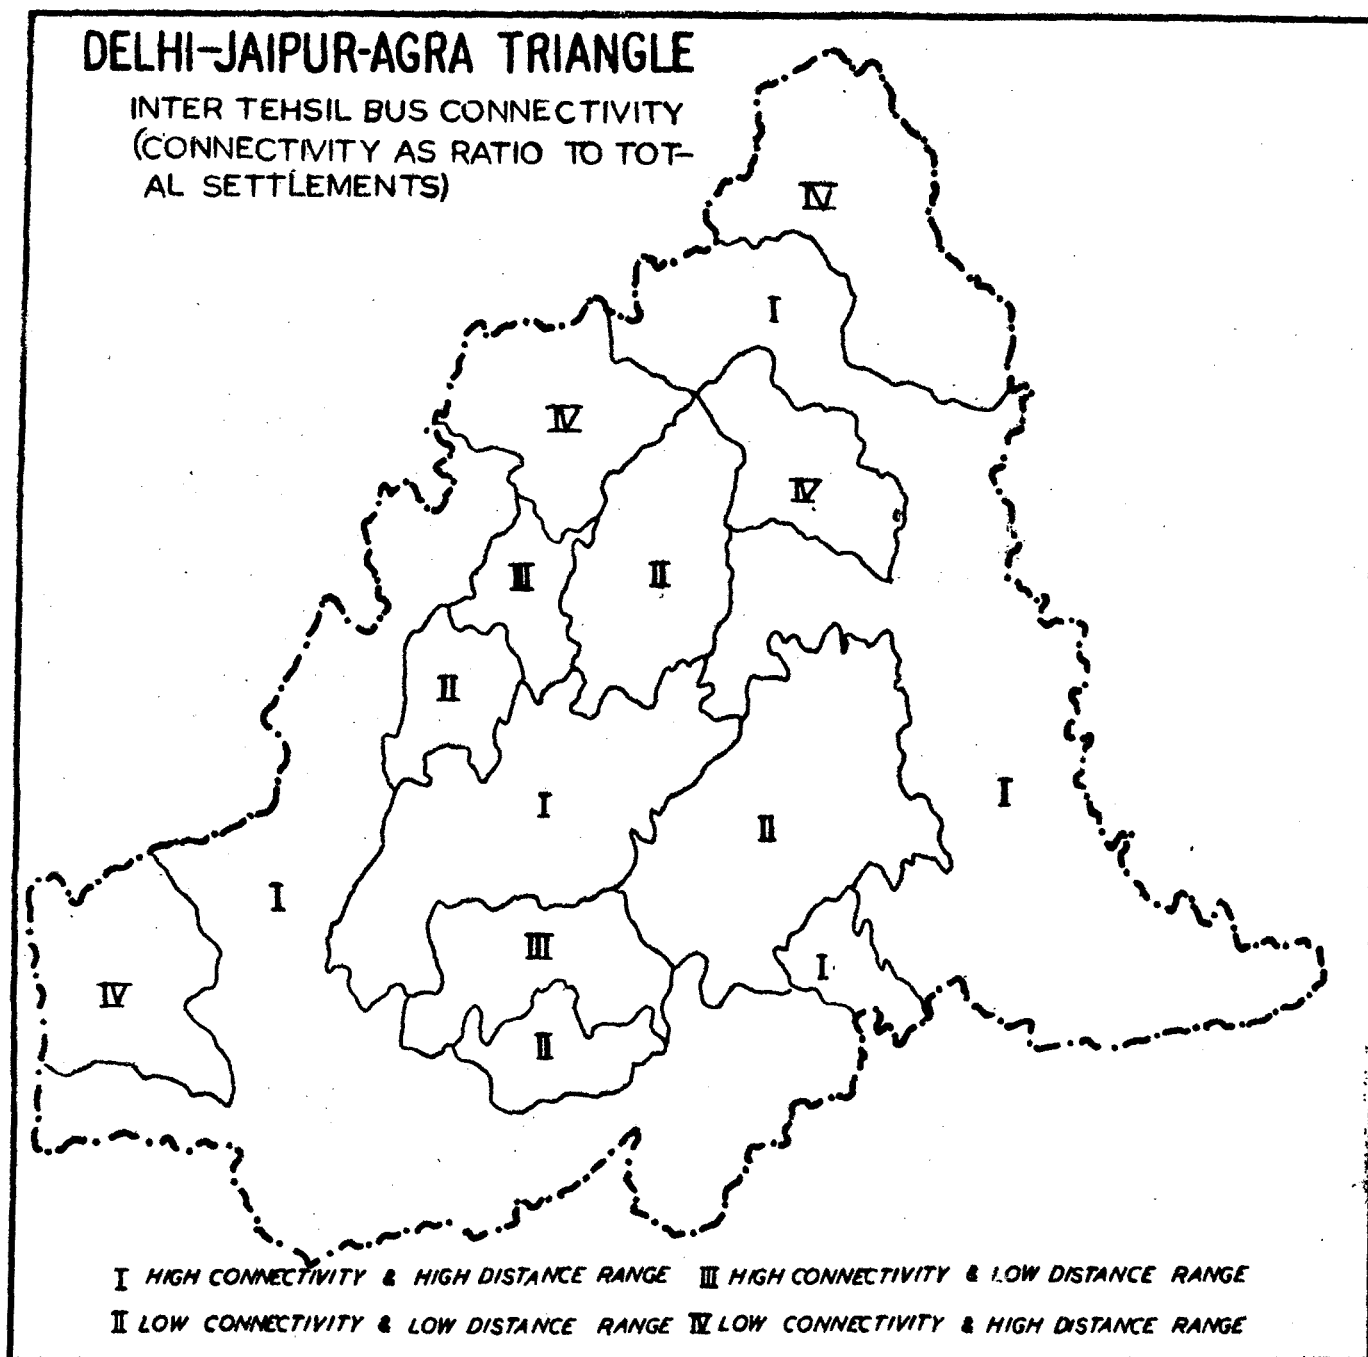 DELHI-JAIPUR-AGRA TRIANGLE
INTER TEHSIL BUS CONNECTIVITY
(CONNECTIVITY AS RATIO TO TOT-
AL SETTLEMENTS)
IV
I
IV
IV
III
II
II
I
II
I
I
III
I
IV
II
I HIGH CONNECTIVITY & HIGH DISTANCE RANGE III HIGH CONNECTIVITY & LOW DISTANCE RANGE
II LOW CONNECTIVITY & LOW DISTANCE RANGE IV LOW CONNECTIVITY & HIGH DISTANCE RANGE